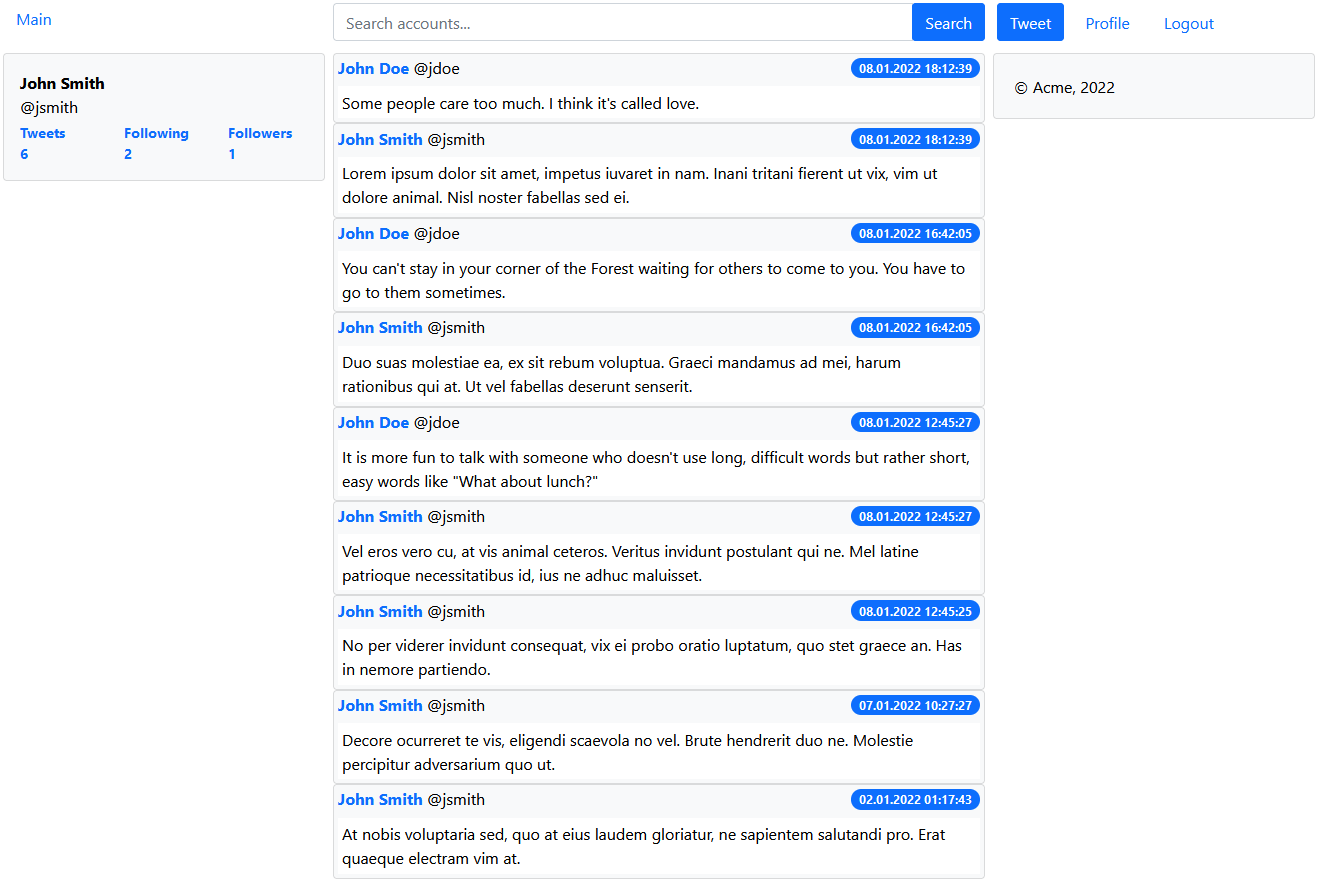 Main
Search accounts...
Search
Tweet
Profile
Logout
John Smith
@jsmith
Tweets Following Followers
6 2 1
John Doe @jdoe 08.01.2022 18:12:39
Some people care too much. I think it's called love.
John Smith @jsmith 08.01.2022 18:12:39
Lorem ipsum dolor sit amet, impetus iuvaret in nam. Inani tritani fierent ut vix, vim ut
dolore animal. Nisl noster fabellas sed ei.
John Doe @jdoe 08.01.2022 16:42:05
You can't stay in your corner of the Forest waiting for others to come to you. You have to
go to them sometimes.
John Smith @jsmith 08.01.2022 16:42:05
Duo suas molestiae ea, ex sit rebum voluptua. Graeci mandamus ad mei, harum
rationibus qui at. Ut vel fabellas deserunt senserit.
John Doe @jdoe 08.01.2022 12:45:27
It is more fun to talk with someone who doesn't use long, difficult words but rather short,
easy words like "What about lunch?"
John Smith @jsmith 08.01.2022 12:45:27
Vel eros vero cu, at vis animal ceteros. Veritus invidunt postulant qui ne. Mel latine
patrioque necessitatibus id, ius ne adhuc maluisset.
John Smith @jsmith 08.01.2022 12:45:25
No per viderer invidunt consequat, vix ei probo oratio luptatum, quo stet graece an. Has
in nemore partiendo.
John Smith @jsmith 07.01.2022 10:27:27
Decore ocurreret te vis, eligendi scaevola no vel. Brute hendrerit duo ne. Molestie
percipitur adversarium quo ut.
John Smith @jsmith 02.01.2022 01:17:43
At nobis voluptaria sed, quo at eius laudem gloriatur, ne sapientem salutandi pro. Erat
quaeque electram vim at.
© Acme, 2022